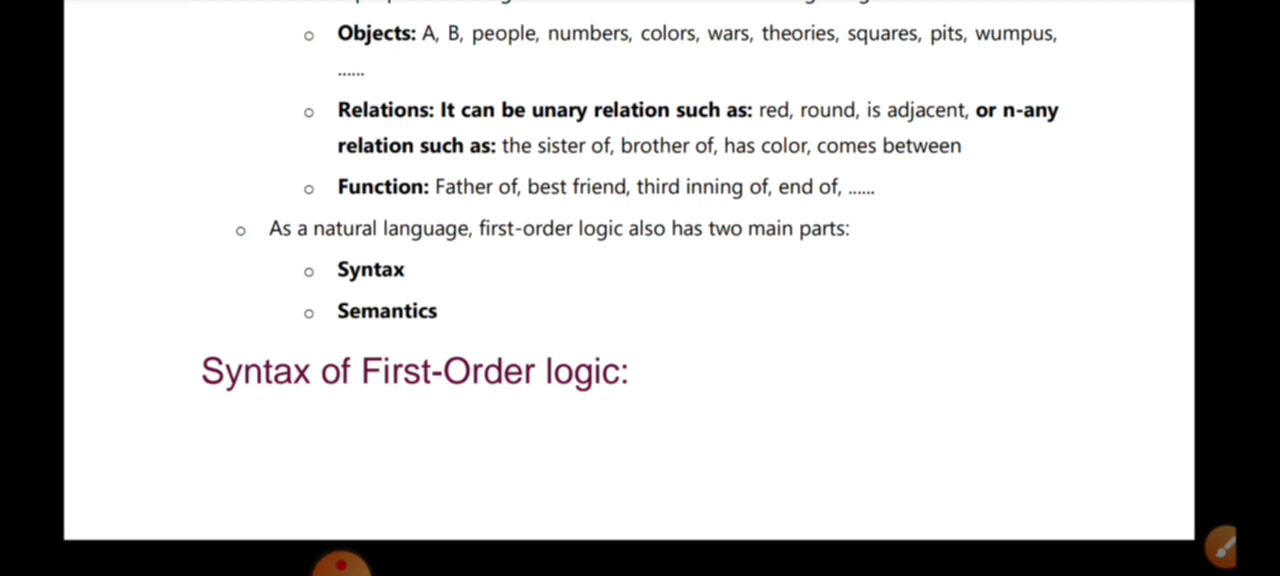 Objects: A, B, people, numbers, colors, wars, theories, squares, pits, wumpus,
......
Relations: It can be unary relation such as: red, round, is adjacent, or n-any
relation such as: the sister of, brother of, has color, comes between
Function: Father of, best friend, third inning of, end of, ......
As a natural language, first-order logic also has two main parts:
Syntax
Semantics
Syntax of First-Order logic: